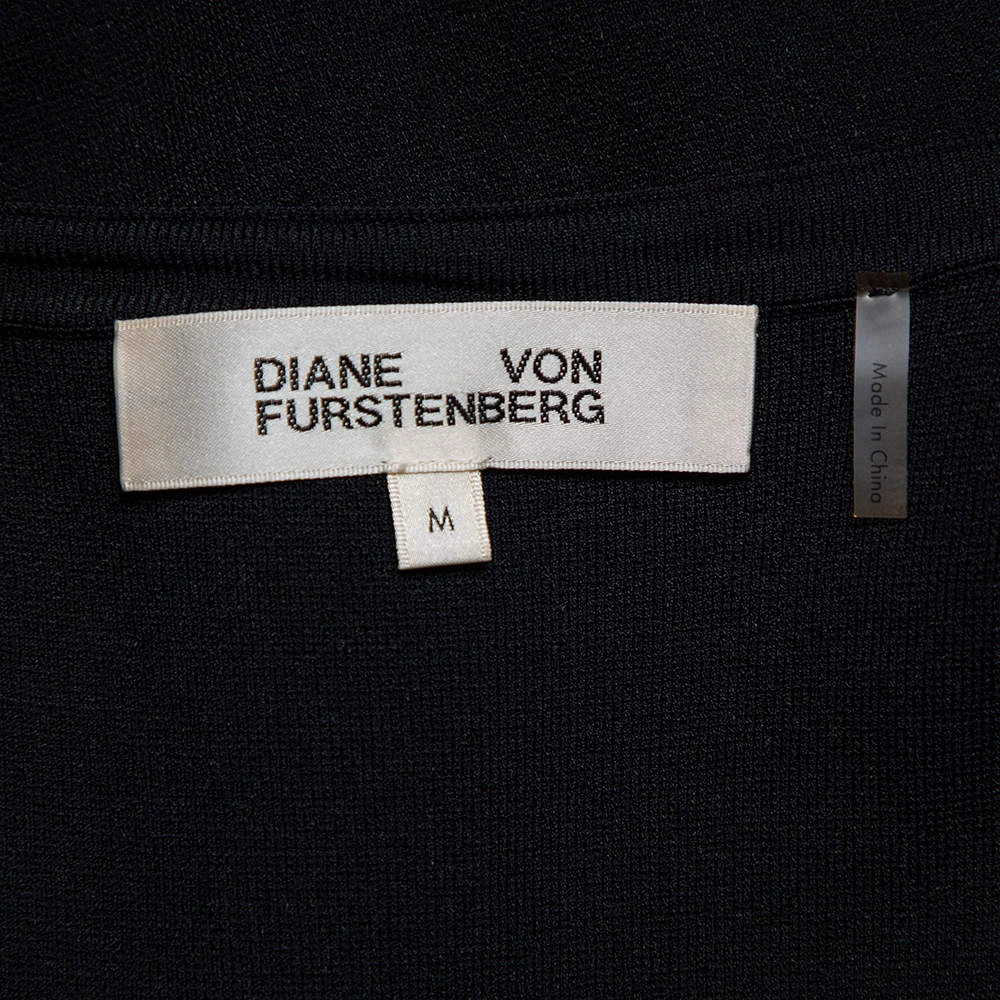 DIANE VON
FURSTENBERG
M
Made In China